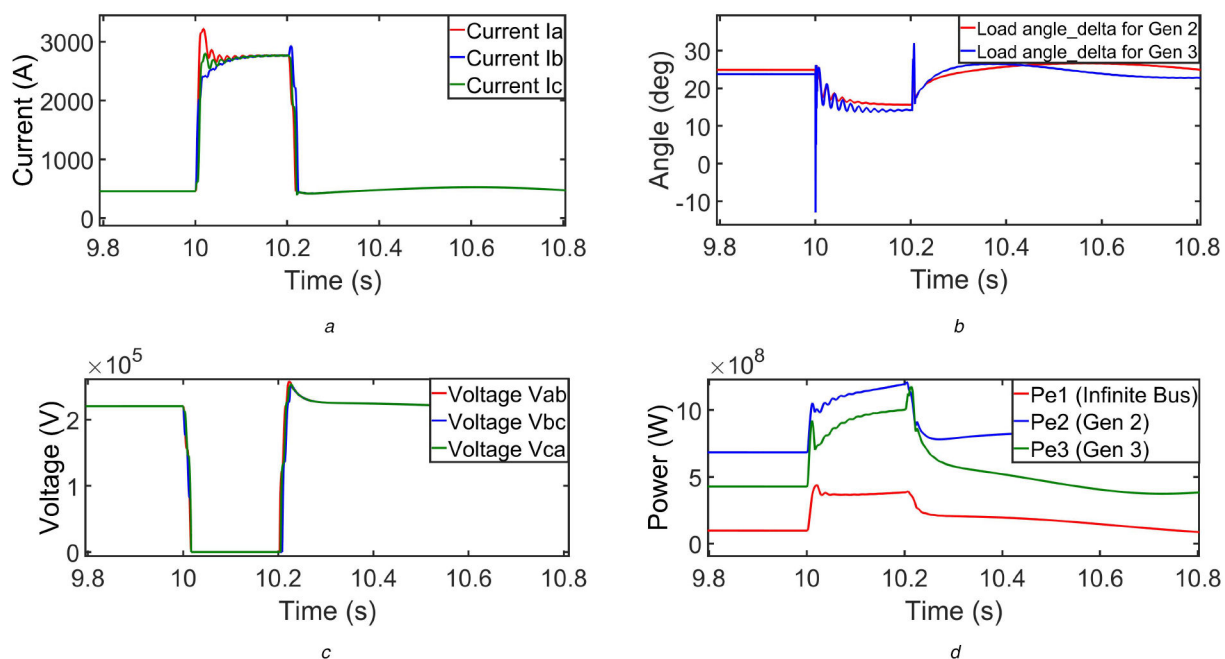 Current (A)
3000
2000
1000
0
Current Ia
Current Ib
Current Ic
9.8 10 10.2 10.4 10.6 10.8
Time (s)
a
Angle (deg)
30
20
10
0
-10
Load angle_delta for Gen 2
Load angle_delta for Gen 3
9.8 10 10.2 10.4 10.6 10.8
Time (s)
b
×10^5
Voltage (V)
2
1
0
Voltage Vab
Voltage Vbc
Voltage Vca
9.8 10 10.2 10.4 10.6 10.8
Time (s)
c
×10^8
Power (W)
10
5
0
Pe1 (Infinite Bus)
Pe2 (Gen 2)
Pe3 (Gen 3)
9.8 10 10.2 10.4 10.6 10.8
Time (s)
d